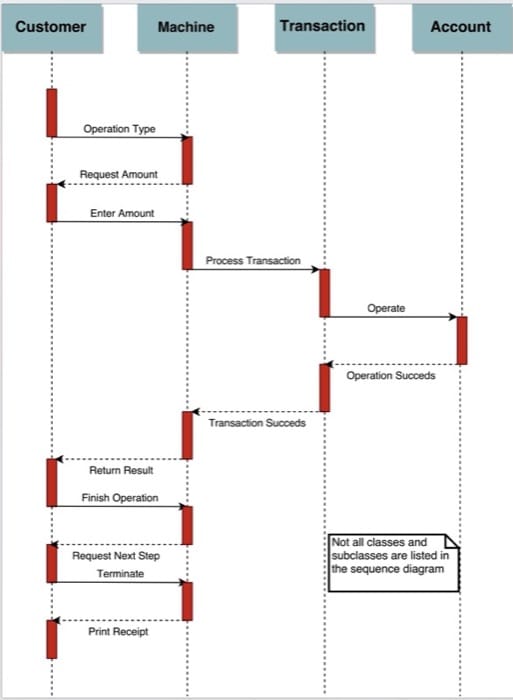 Customer
Machine
Transaction
Account
Operation Type
Request Amount
Enter Amount
Process Transaction
Operate
Operation Succeds
Transaction Succeds
Return Result
Finish Operation
Request Next Step
Terminate
Print Receipt
Not all classes and
subclasses are listed in
the sequence diagram